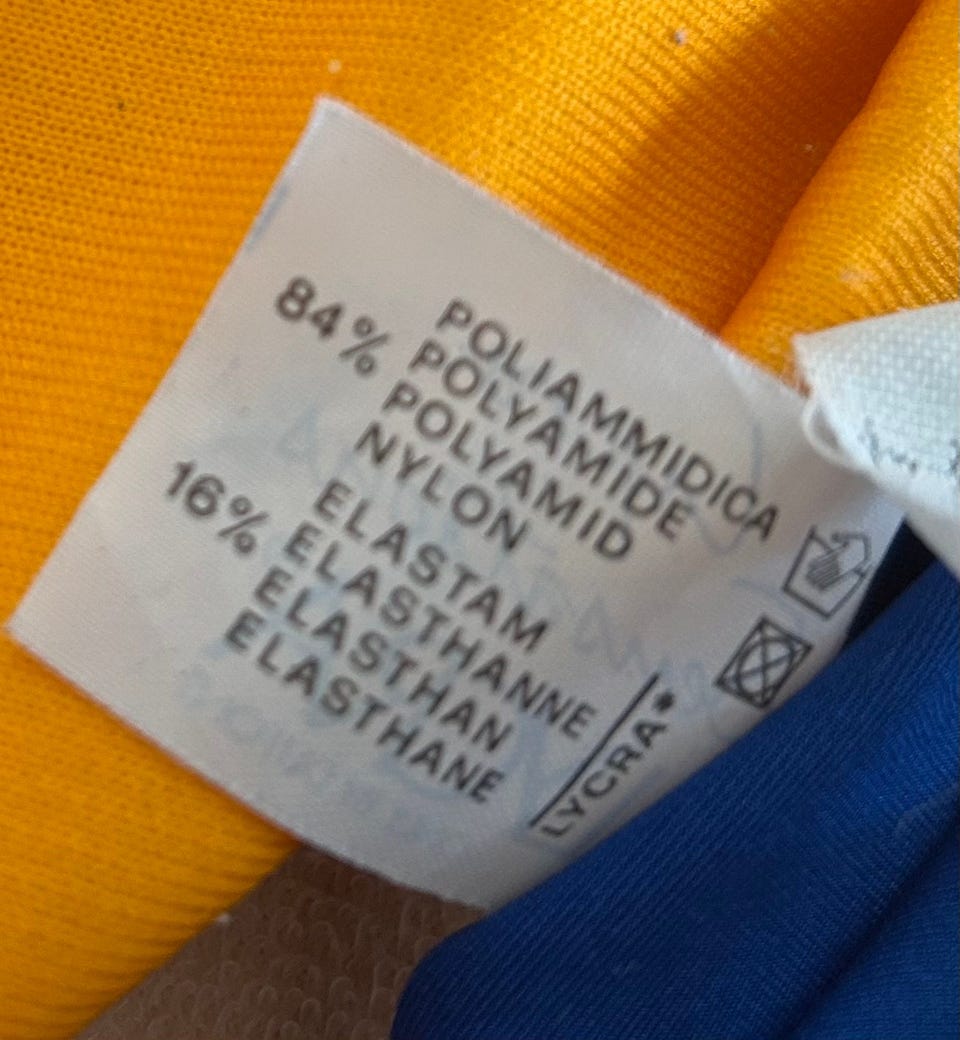 84% POLIAMMIDICA
POLYAMIDE
POLYAMID
NYLON
16% ELASTAM
ELASTHANNE
ELASTHAN
ELASTHANE
LYCRA*